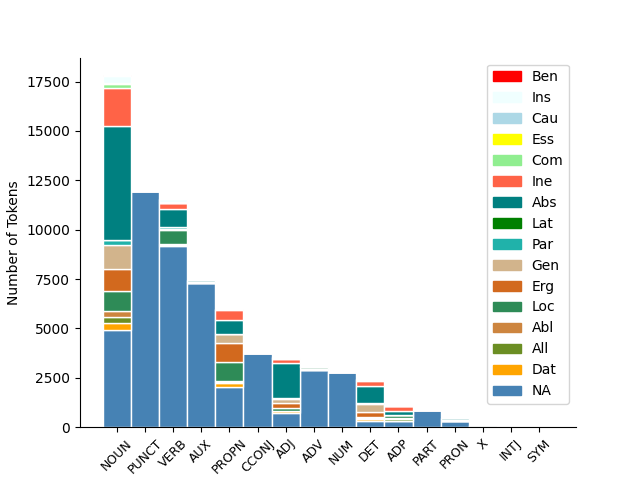 17500
15000
12500
10000
7500
5000
2500
0
Number of Tokens
NOUN
PUNCT
VERB
AUX
PROPN
CCONJ
ADJ
ADV
NUM
DET
ADP
PART
PRON
X
INTJ
SYM
Ben
Ins
Cau
Ess
Com
Ine
Abs
Lat
Par
Gen
Erg
Loc
Abl
All
Dat
NA